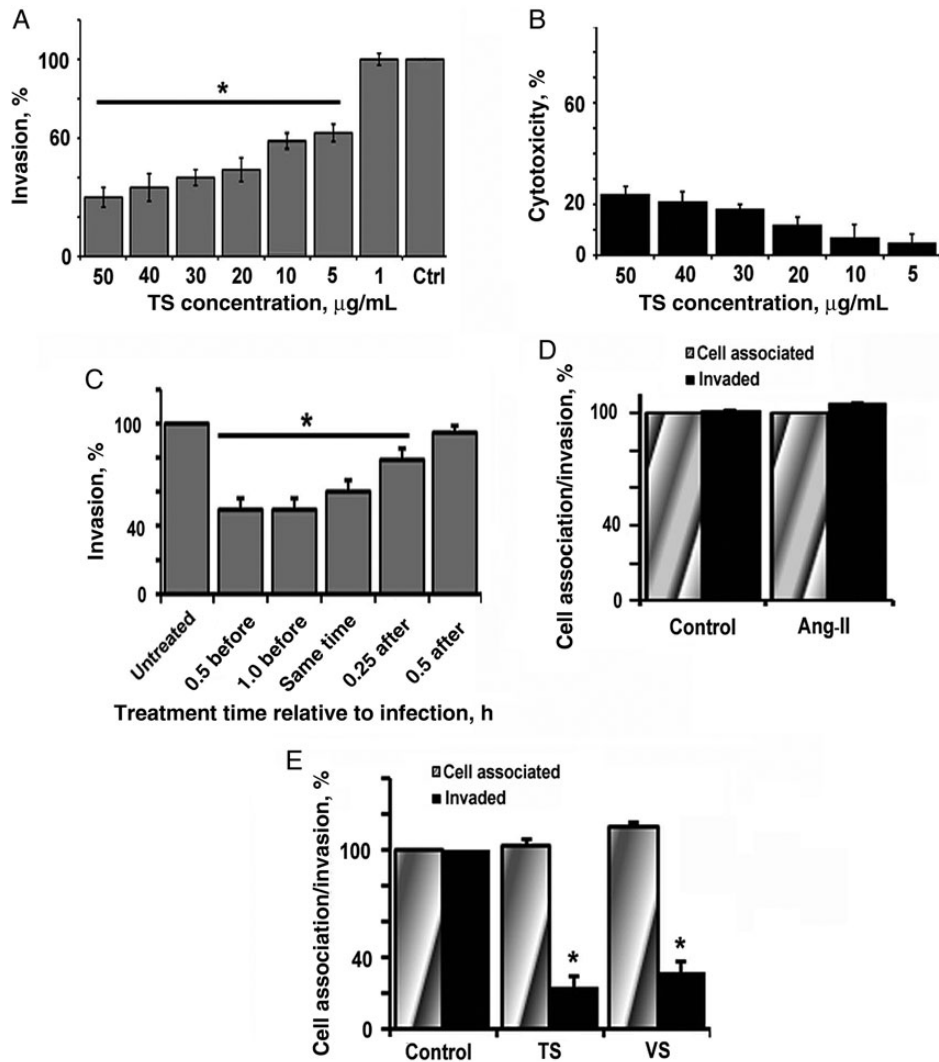 A
Invasion, %
100
60
0
50 40 30 20 10 5 1 Ctrl
TS concentration, μg/mL
*
B
Cytotoxicity, %
60
20
0
50 40 30 20 10 5
TS concentration, μg/mL
C
Invasion, %
100
40
0
*
Untreated
0.5 before
1.0 before
Same time
0.25 after
0.5 after
Treatment time relative to infection, h
D
Cell associated
Invaded
Cell association/invasion, %
100
40
0
Control Ang-II
E
Cell associated
Invaded
Cell association/invasion, %
100
40
0
* *
Control TS VS